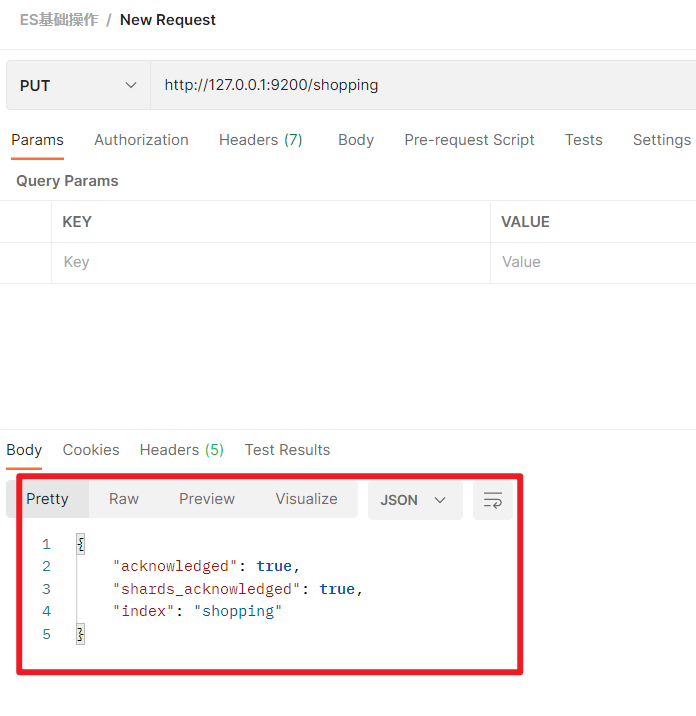 ES基础操作 / New Request
PUT http://127.0.0.1:9200/shopping
Params Authorization Headers (7) Body Pre-request Script Tests Settings
Query Params
KEY VALUE
Key Value
Body Cookies Headers (5) Test Results
Pretty Raw Preview Visualize JSON
1 {
2 "acknowledged": true,
3 "shards_acknowledged": true,
4 "index": "shopping"
5 }